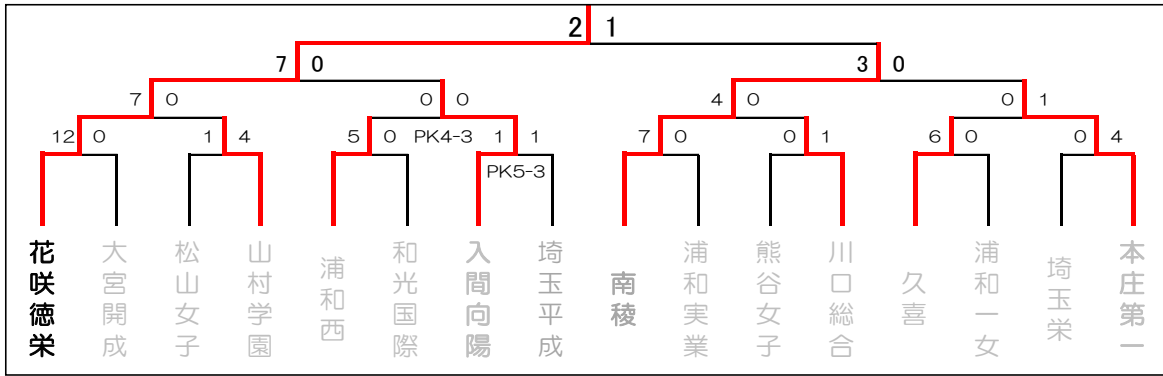 2 1
7 0 3 0
7 0 0 0 4 0 0 1
12 0 1 4 5 0 PK4-3 1 1 7 0 0 1 6 0 0 4
PK5-3
花咲徳栄
大宮開成
松山女子
山村学園
浦和西
和光国際
入間向陽
埼玉平成
南稜
浦和実業
熊谷女子
川口総合
久喜
浦和一女
埼玉栄
本庄第一